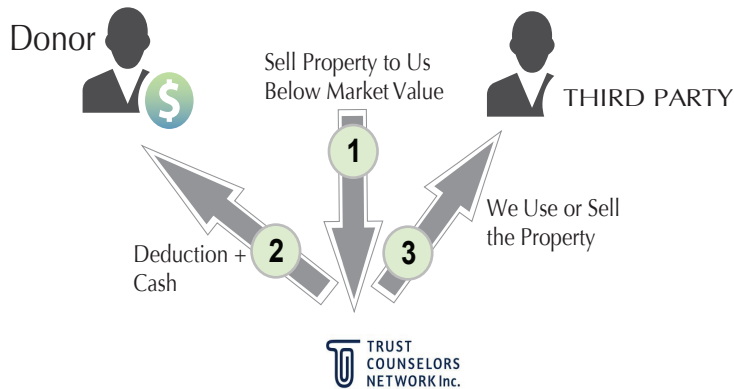 Donor
$
Sell Property to Us
Below Market Value
THIRD PARTY
1
We Use or Sell
the Property
Deduction +
Cash
2
3
TRUST
COUNSELORS
NETWORK Inc.